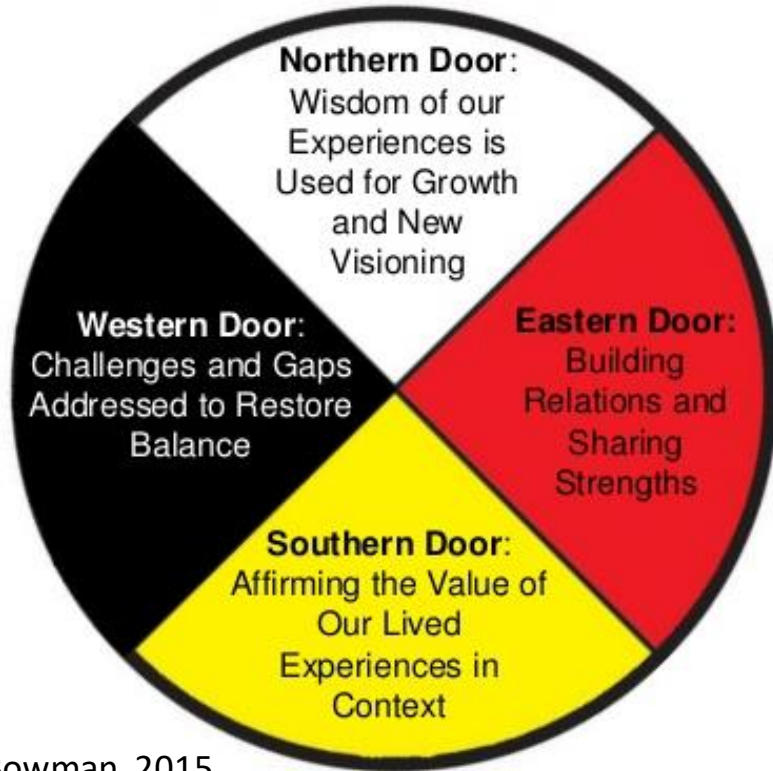 Northern Door:
Wisdom of our
Experiences is
Used for Growth
and New
Visioning
Western Door:
Challenges and Gaps
Addressed to Restore
Balance
Eastern Door:
Building
Relations and
Sharing
Strengths
Southern Door:
Affirming the Value of
Our Lived
Experiences in
Context
Bowman, 2015